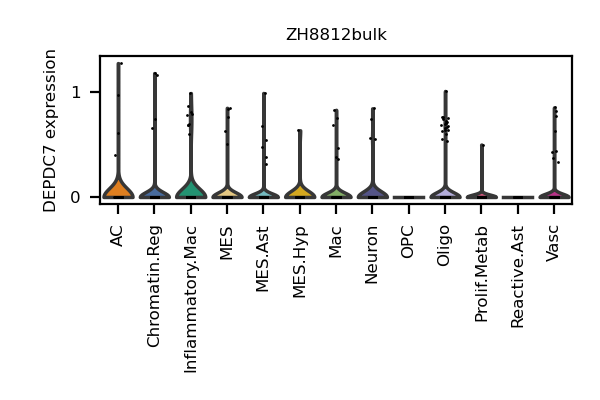 ZH8812bulk
DEPDC7 expression
1
0
AC
Chromatin.Reg
Inflammatory.Mac
MES
MES.Ast
MES.Hyp
Mac
Neuron
OPC
Oligo
Prolif.Metab
Reactive.Ast
Vasc